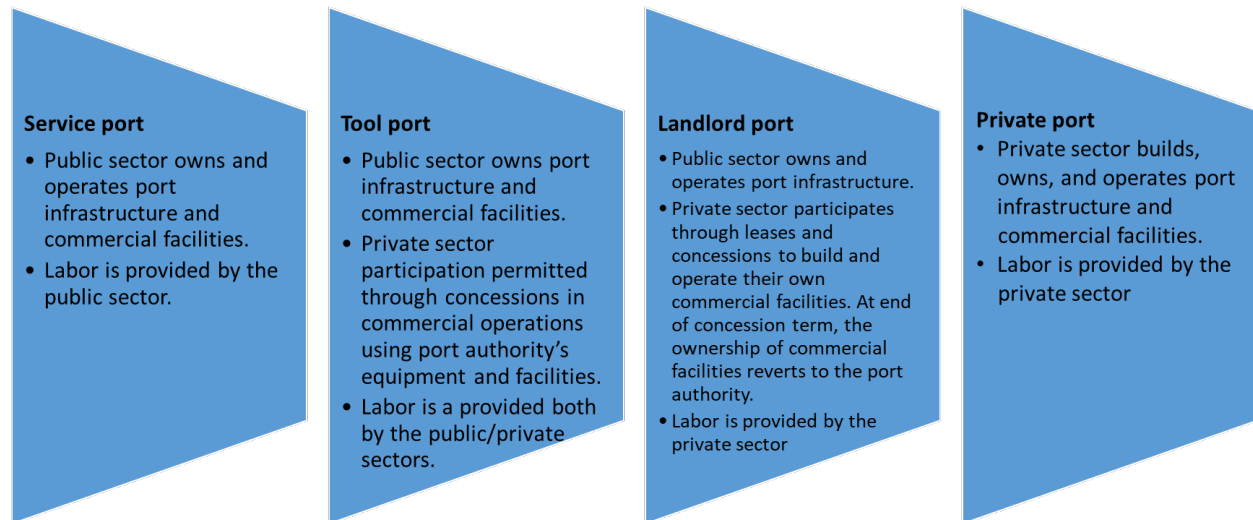 Service port
• Public sector owns and
operates port
infrastructure and
commercial facilities.
• Labor is provided by the
public sector.
Tool port
• Public sector owns port
infrastructure and
commercial facilities.
• Private sector
participation permitted
through concessions in
commercial operations
using port authority's
equipment and facilities.
• Labor is a provided both
by the public/private
sectors.
Landlord port
• Public sector owns and
operates port infrastructure.
• Private sector participates
through leases and
concessions to build and
operate their own
commercial facilities. At end
of concession term, the
ownership of commercial
facilities reverts to the port
authority.
• Labor is provided by the
private sector
Private port
• Private sector builds,
owns, and operates port
infrastructure and
commercial facilities.
• Labor is provided by the
private sector